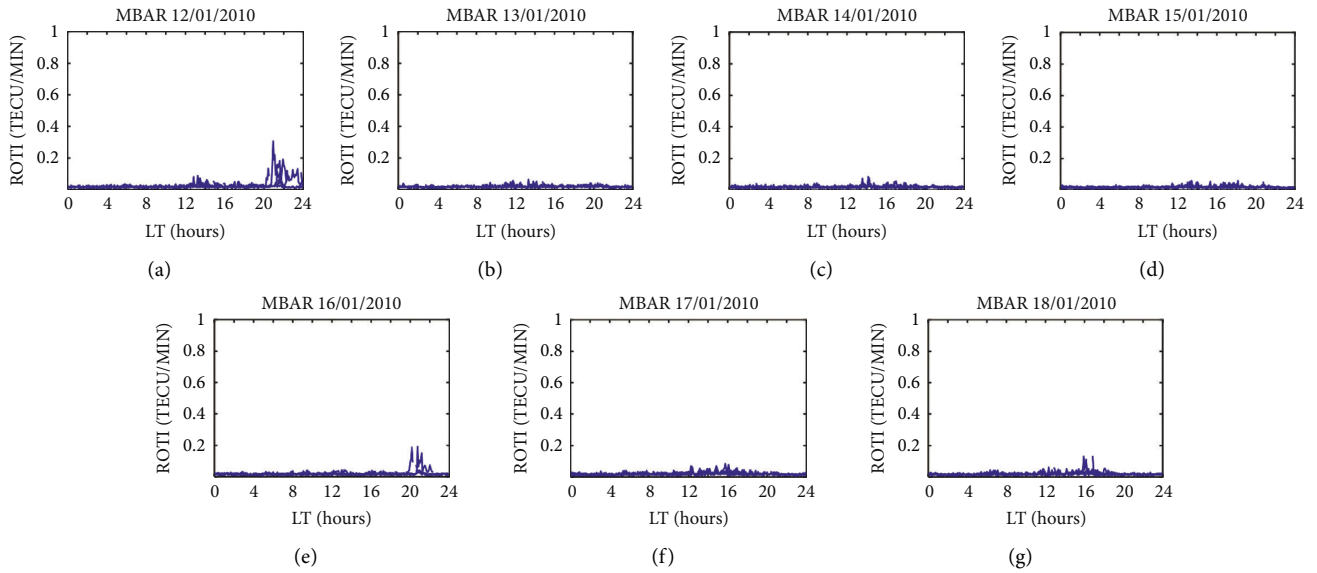 MBAR 12/01/2010
ROTI (TECU/MIN)
1
0.8
0.6
0.4
0.2
0 4 8 12 16 20 24
LT (hours)
(a)
MBAR 13/01/2010
ROTI (TECU/MIN)
1
0.8
0.6
0.4
0.2
0 4 8 12 16 20 24
LT (hours)
(b)
MBAR 14/01/2010
ROTI (TECU/MIN)
1
0.8
0.6
0.4
0.2
0 4 8 12 16 20 24
LT (hours)
(c)
MBAR 15/01/2010
ROTI (TECU/MIN)
1
0.8
0.6
0.4
0.2
0 4 8 12 16 20 24
LT (hours)
(d)
MBAR 16/01/2010
ROTI (TECU/MIN)
1
0.8
0.6
0.4
0.2
0 4 8 12 16 20 24
LT (hours)
(e)
MBAR 17/01/2010
ROTI (TECU/MIN)
1
0.8
0.6
0.4
0.2
0 4 8 12 16 20 24
LT (hours)
(f)
MBAR 18/01/2010
ROTI (TECU/MIN)
1
0.8
0.6
0.4
0.2
0 4 8 12 16 20 24
LT (hours)
(g)